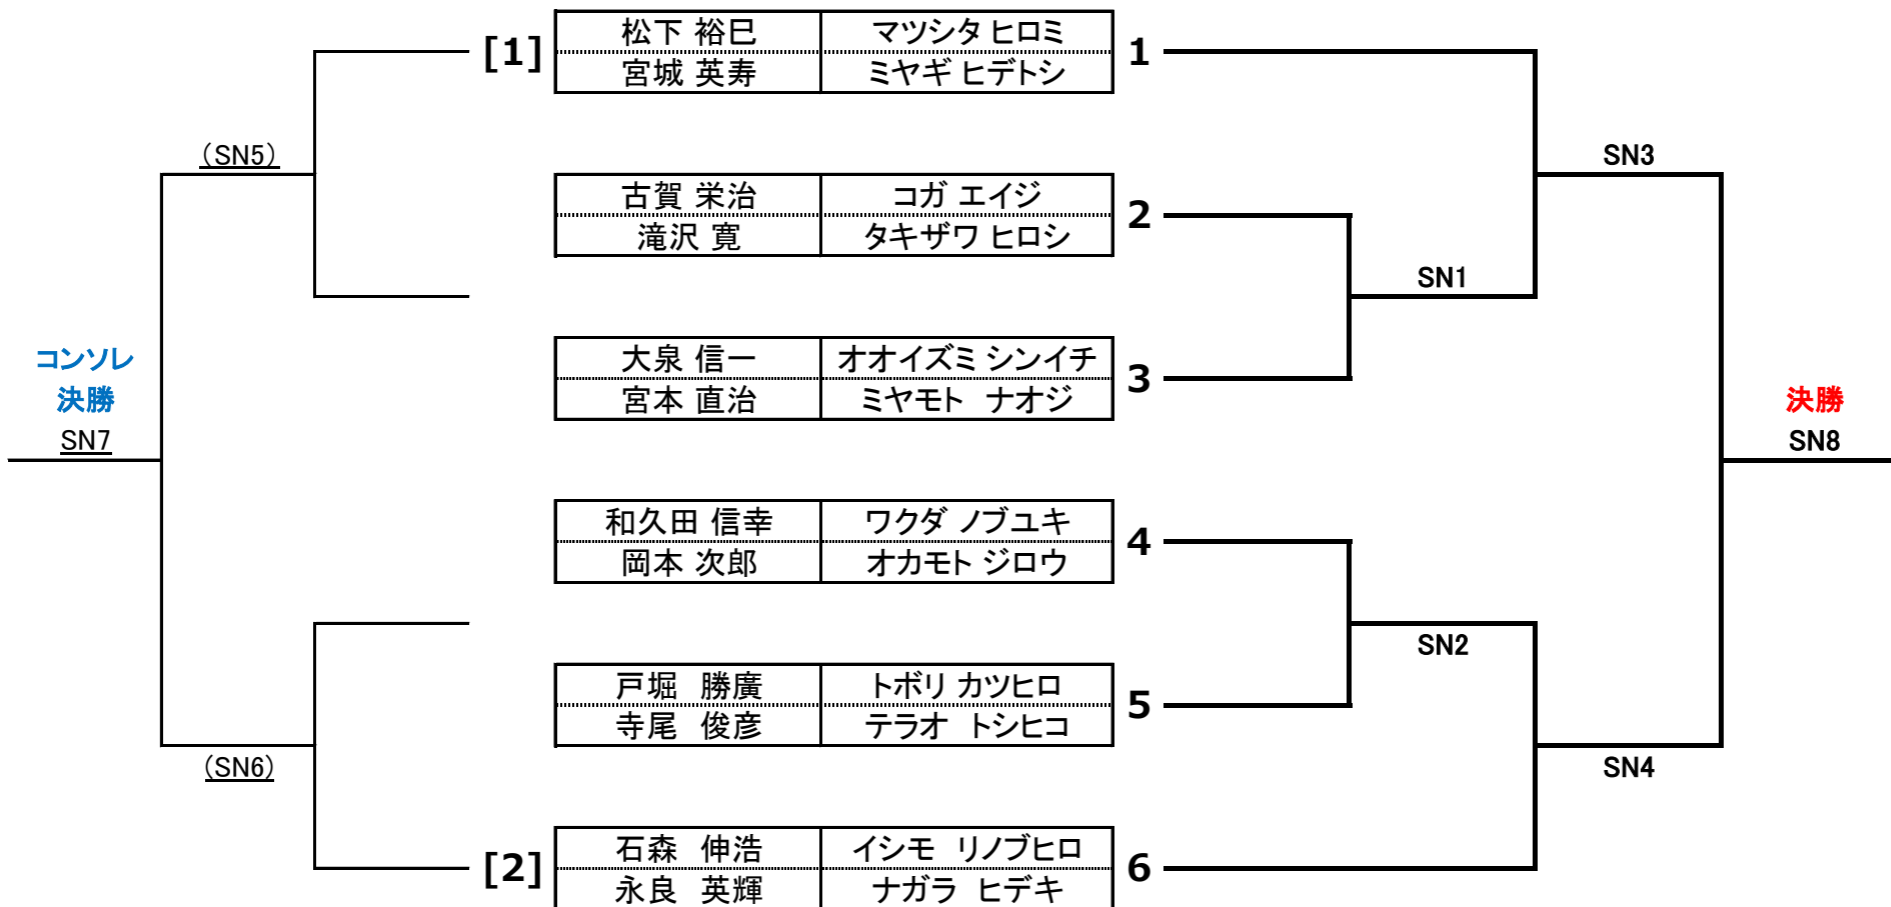 [1] 松下 裕巳 マツシタ ヒロミ 1
宮城 英寿 ミヤギ ヒデトシ
(SN5) SN3
古賀 栄治 コガ エイジ 2
滝沢 寛 タキザワ ヒロシ
SN1
コンソレ
決勝
SN7
大泉 信一 オオイズミ シンイチ 3
宮本 直治 ミヤモト　ナオジ
決勝
SN8
和久田 信幸 ワクダ ノブユキ 4
岡本 次郎 オカモト ジロウ
SN2
戸堀　勝廣 トボリ カツヒロ 5
寺尾　俊彦 テラオ　トシヒコ
(SN6) SN4
[2] 石森　伸浩 イシモ　リノブヒロ 6
永良　英輝 ナガラ　ヒデキ